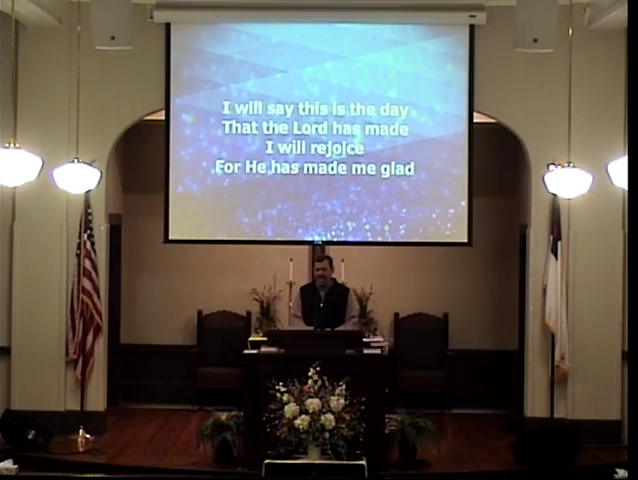 I will say this is the day
That the Lord has made
I will rejoice
For He has made me glad